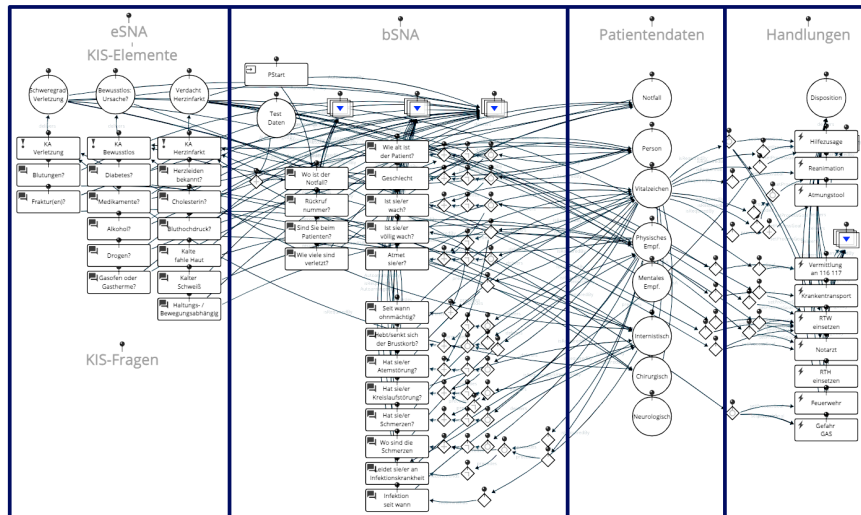 eSNA
KIS-Elemente
Schweregrad
Verletzung
Bewusstlos:
Ursache?
Verdacht
Herzinfarkt
KA
Verletzung
KA
Bewusstlos
KA
Herzinfarkt
Blutungen?
Diabetes?
Herzleiden
bekannt?
Fraktur(en)?
Medikamente?
Cholesterin?
Alkohol?
Bluthochdruck?
Drogen?
Kalte
fahle Haut
Gasofen oder
Gastherme?
Kalter
Schweiß
Haltungs- /
Bewegungsabhängig
KIS-Fragen
bSNA
PStart
Test
Daten
Wo ist der
Notfall?
Rückruf
nummer?
Sind Sie beim
Patienten?
Wie viele sind
verletzt?
Wie alt ist
der Patient?
Geschlecht
Ist sie/er
wach?
Ist sie/er
völlig wach?
Atmet
sie/er?
Seit wann
ohnmächtig?
Hebt/senkt sich
der Brustkorb?
Hat sie/er
Atemstörung?
Hat sie/er
Kreislaufstörung?
Hat sie/er
Schmerzen?
Wo sind die
Schmerzen
Leidet sie/er an
Infektionskrankheit
Infektion
seit wann
Patientendaten
Notfall
Person
Vitalzeichen
Physisches
Empf.
Mentales
Empf.
Internistisch
Chirurgisch
Neurologisch
Handlungen
Disposition
Hilfezusage
Reanimation
Atmungstool
Vermittlung
an 116 117
Krankentransport
RTW
einsetzen
Notarzt
RTH
einsetzen
Feuerwehr
Gefahr
GAS